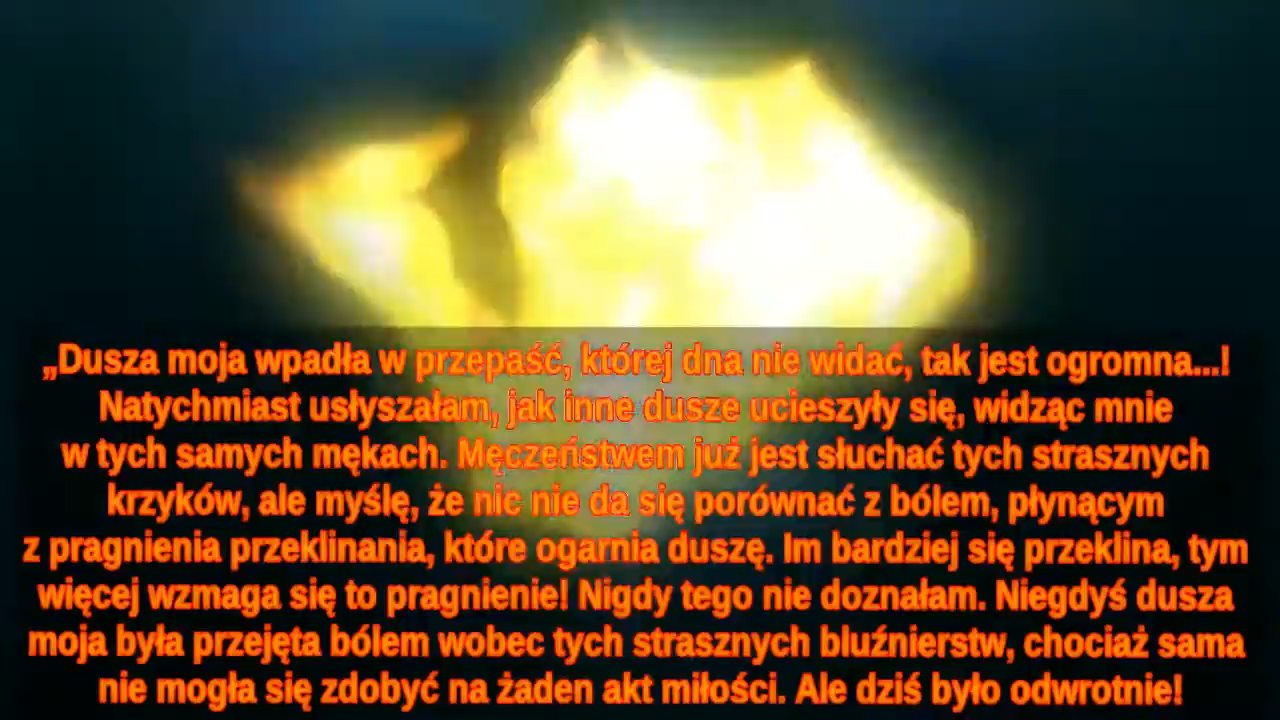 „Dusza moja wpadła w przepaść, której dna nie widać, tak jest ogromna...!
Natychmiast usłyszałam, jak inne dusze ucieszyły się, widząc mnie
w tych samych mękach. Męczeństwem już jest słuchać tych strasznych
krzyków, ale myślę, że nic nie da się porównać z bólem, płynącym
z pragnienia przeklinania, które ogarnia duszę. Im bardziej się przeklina, tym
więcej wzmaga się to pragnienie! Nigdy tego nie doznałam. Niegdyś dusza
moja była przejęta bólem wobec tych strasznych bluźnierstw, chociaż sama
nie mogła się zdobyć na żaden akt miłości. Ale dziś było odwrotnie!